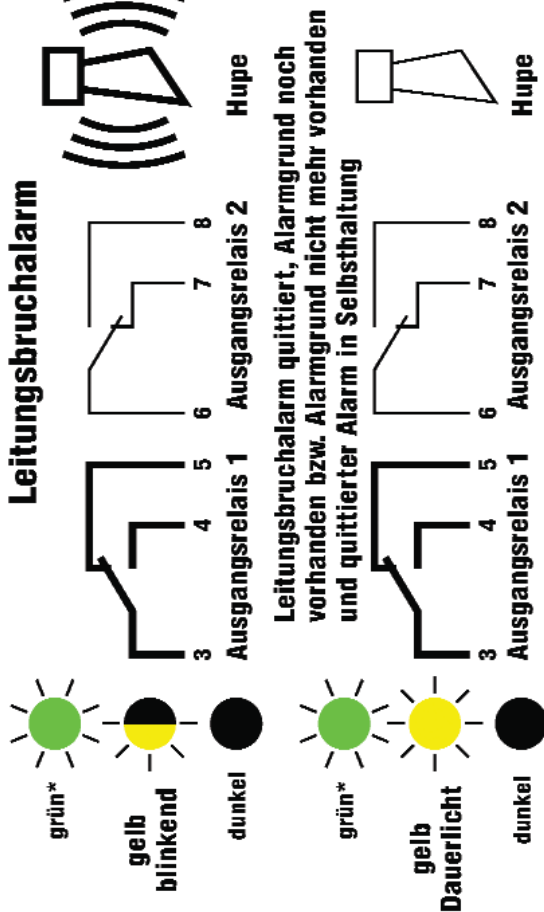 Leitungsbruchalarm
grün*
gelb
blinkend
dunkel
3 4 5
Ausgangsrelais 1
6 7 8
Ausgangsrelais 2
Hupe
Leitungsbruchalarm quittiert, Alarmgrund noch
vorhanden bzw. Alarmgrund nicht mehr vorhanden
und quittierter Alarm in Selbsthaltung
grün*
gelb
Dauerlicht
dunkel
3 4 5
Ausgangsrelais 1
6 7 8
Ausgangsrelais 2
Hupe